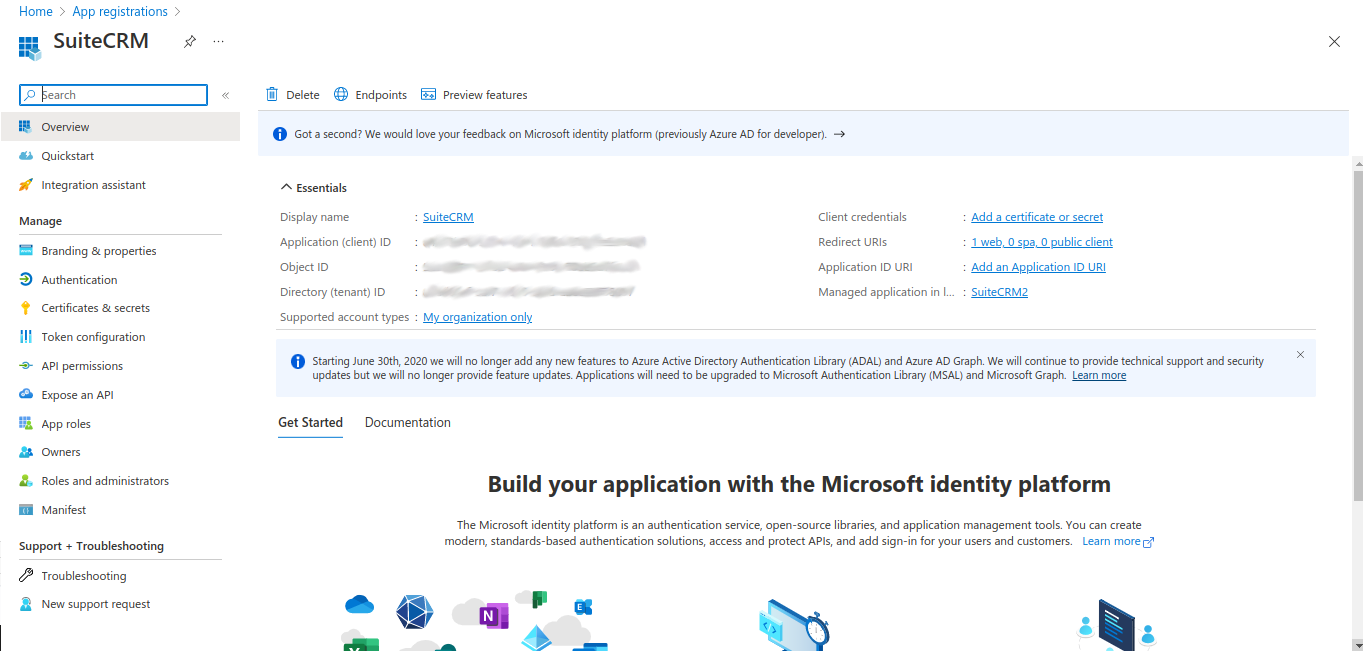 Home > App registrations >
SuiteCRM
...
Search
«
Overview
Quickstart
Integration assistant
Manage
Branding & properties
Authentication
Certificates & secrets
Token configuration
API permissions
Expose an API
App roles
Owners
Roles and administrators
Manifest
Support + Troubleshooting
Troubleshooting
New support request
Delete Endpoints Preview features
Got a second? We would love your feedback on Microsoft identity platform (previously Azure AD for developer). →
Essentials
Display name : SuiteCRM
Application (client) ID :
Object ID :
Directory (tenant) ID :
Supported account types : My organization only
Client credentials : Add a certificate or secret
Redirect URIs : 1 web, 0 spa, 0 public client
Application ID URI : Add an Application ID URI
Managed application in l... : SuiteCRM2
Starting June 30th, 2020 we will no longer add any new features to Azure Active Directory Authentication Library (ADAL) and Azure AD Graph. We will continue to provide technical support and security
updates but we will no longer provide feature updates. Applications will need to be upgraded to Microsoft Authentication Library (MSAL) and Microsoft Graph. Learn more
Get Started Documentation
Build your application with the Microsoft identity platform
The Microsoft identity platform is an authentication service, open-source libraries, and application management tools. You can create
modern, standards-based authentication solutions, access and protect APIs, and add sign-in for your users and customers. Learn more
N
E
X